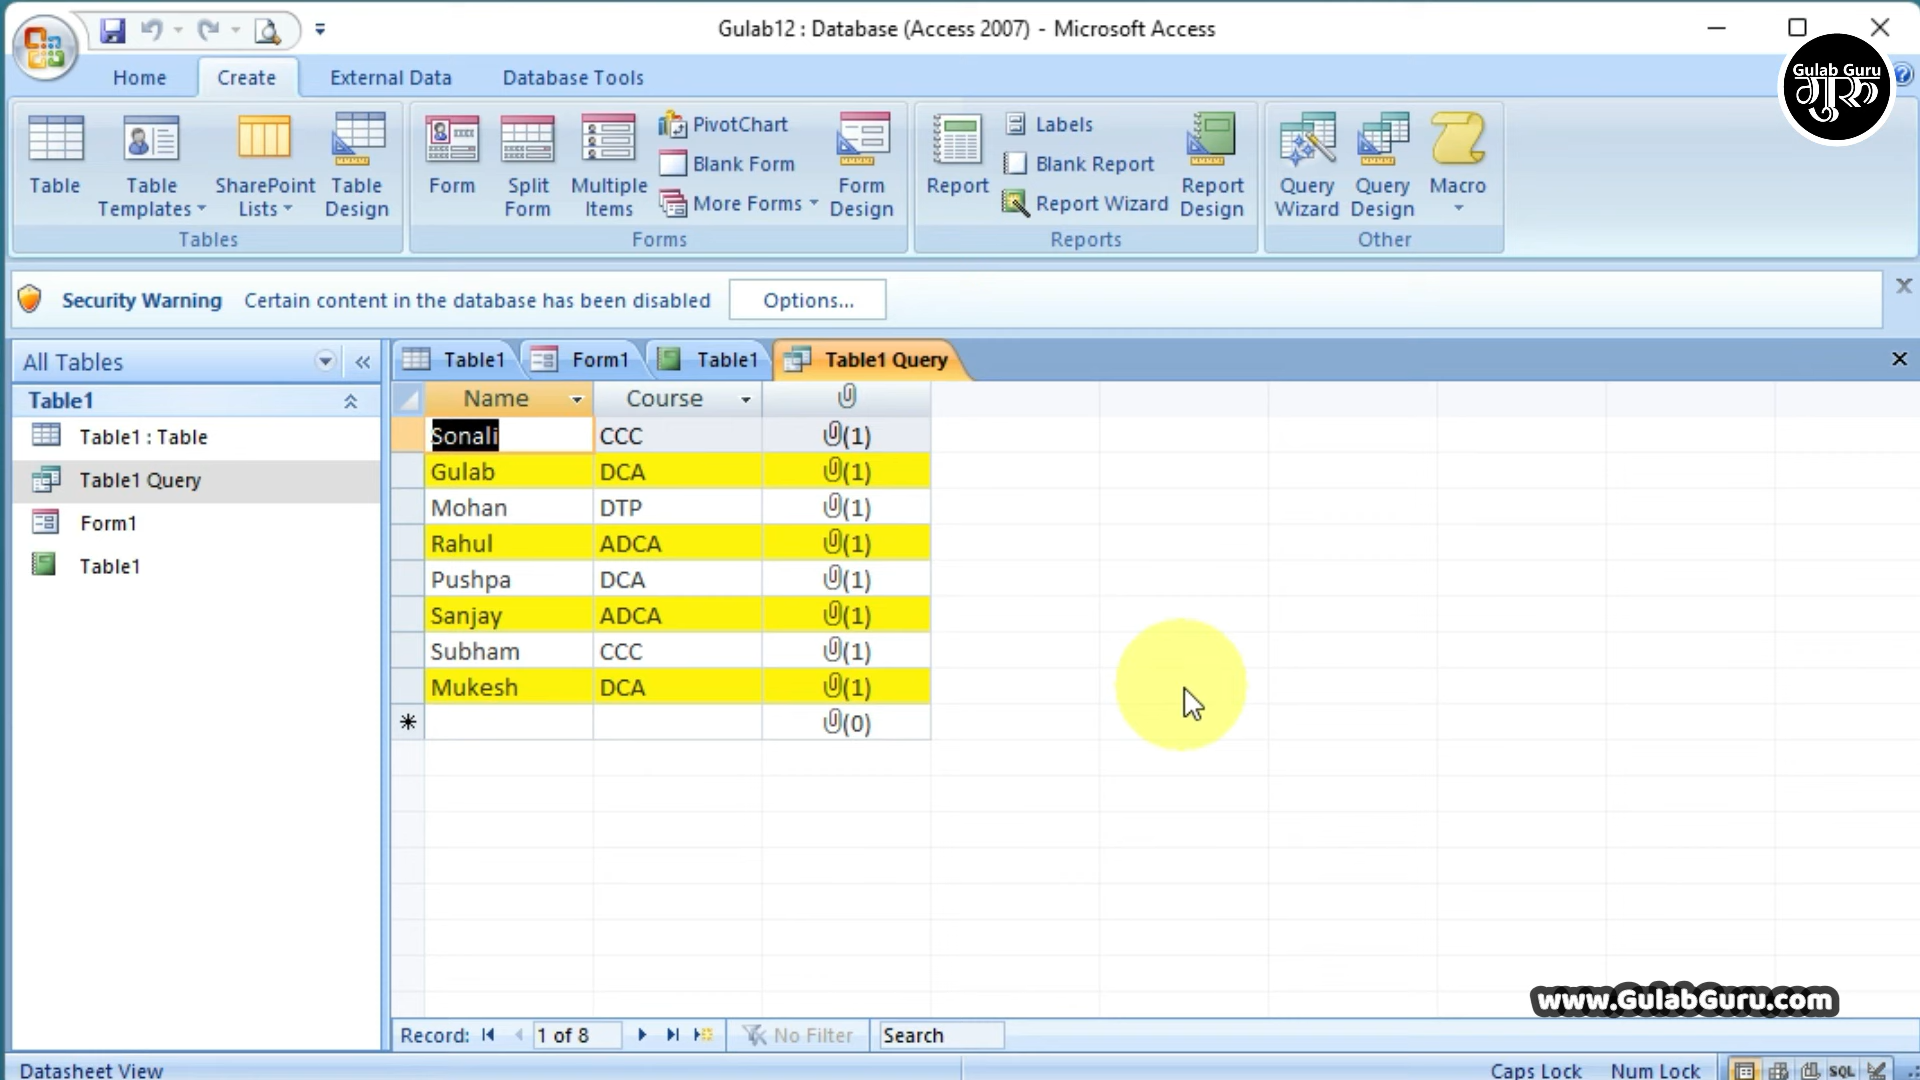 Gulab12 : Database (Access 2007) - Microsoft Access
Home Create External Data Database Tools
Gulab Guru
गुरु
Table
Table Templates
SharePoint Lists
Table Design
Tables
Form
Split Form
Multiple Items
PivotChart
Blank Form
More Forms
Form Design
Forms
Report
Labels
Blank Report
Report Wizard
Report Design
Reports
Query Wizard
Query Design
Macro
Other
Security Warning Certain content in the database has been disabled Options...
All Tables
Table1
Table1 : Table
Table1 Query
Form1
Table1
Table1 Form1 Table1 Table1 Query
Name Course
Sonali CCC (1)
Gulab DCA (1)
Mohan DTP (1)
Rahul ADCA (1)
Pushpa DCA (1)
Sanjay ADCA (1)
Subham CCC (1)
Mukesh DCA (1)
(0)
www.GulabGuru.com
Record: 1 of 8 No Filter Search
Datasheet View Caps Lock Num Lock SQL